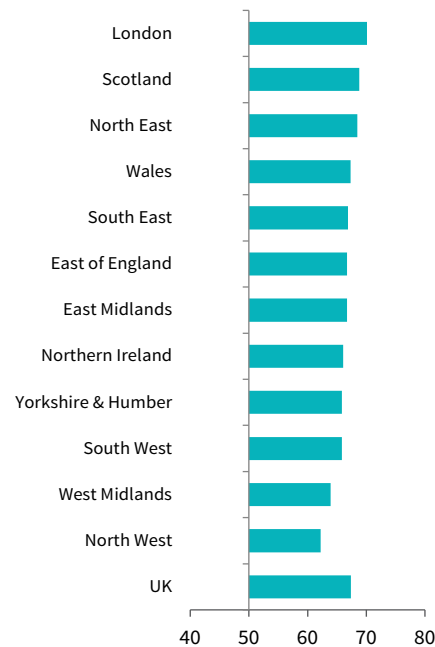 London
Scotland
North East
Wales
South East
East of England
East Midlands
Northern Ireland
Yorkshire & Humber
South West
West Midlands
North West
UK
40 50 60 70 80